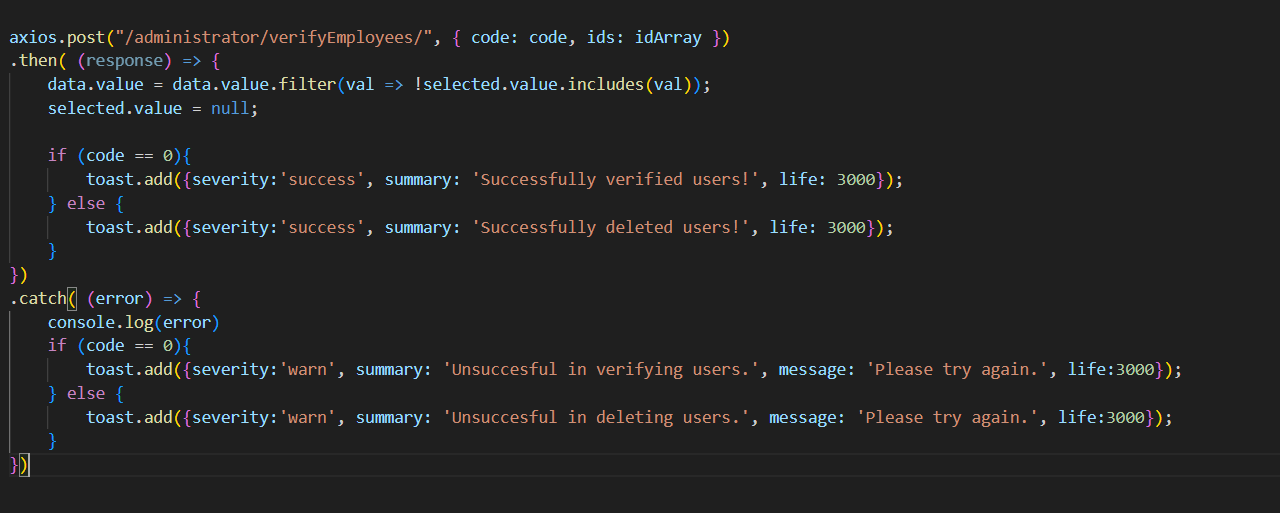 axios.post("/administrator/verifyEmployees/", { code: code, ids: idArray })
.then( (response) => {
    data.value = data.value.filter(val => !selected.value.includes(val));
    selected.value = null;

    if (code == 0){
        toast.add({severity:'success', summary: 'Successfully verified users!', life: 3000});
    } else {
        toast.add({severity:'success', summary: 'Successfully deleted users!', life: 3000});
    }
})
.catch( (error) => {
    console.log(error)
    if (code == 0){
        toast.add({severity:'warn', summary: 'Unsuccesful in verifying users.', message: 'Please try again.', life:3000});
    } else {
        toast.add({severity:'warn', summary: 'Unsuccesful in deleting users.', message: 'Please try again.', life:3000});
    }
})